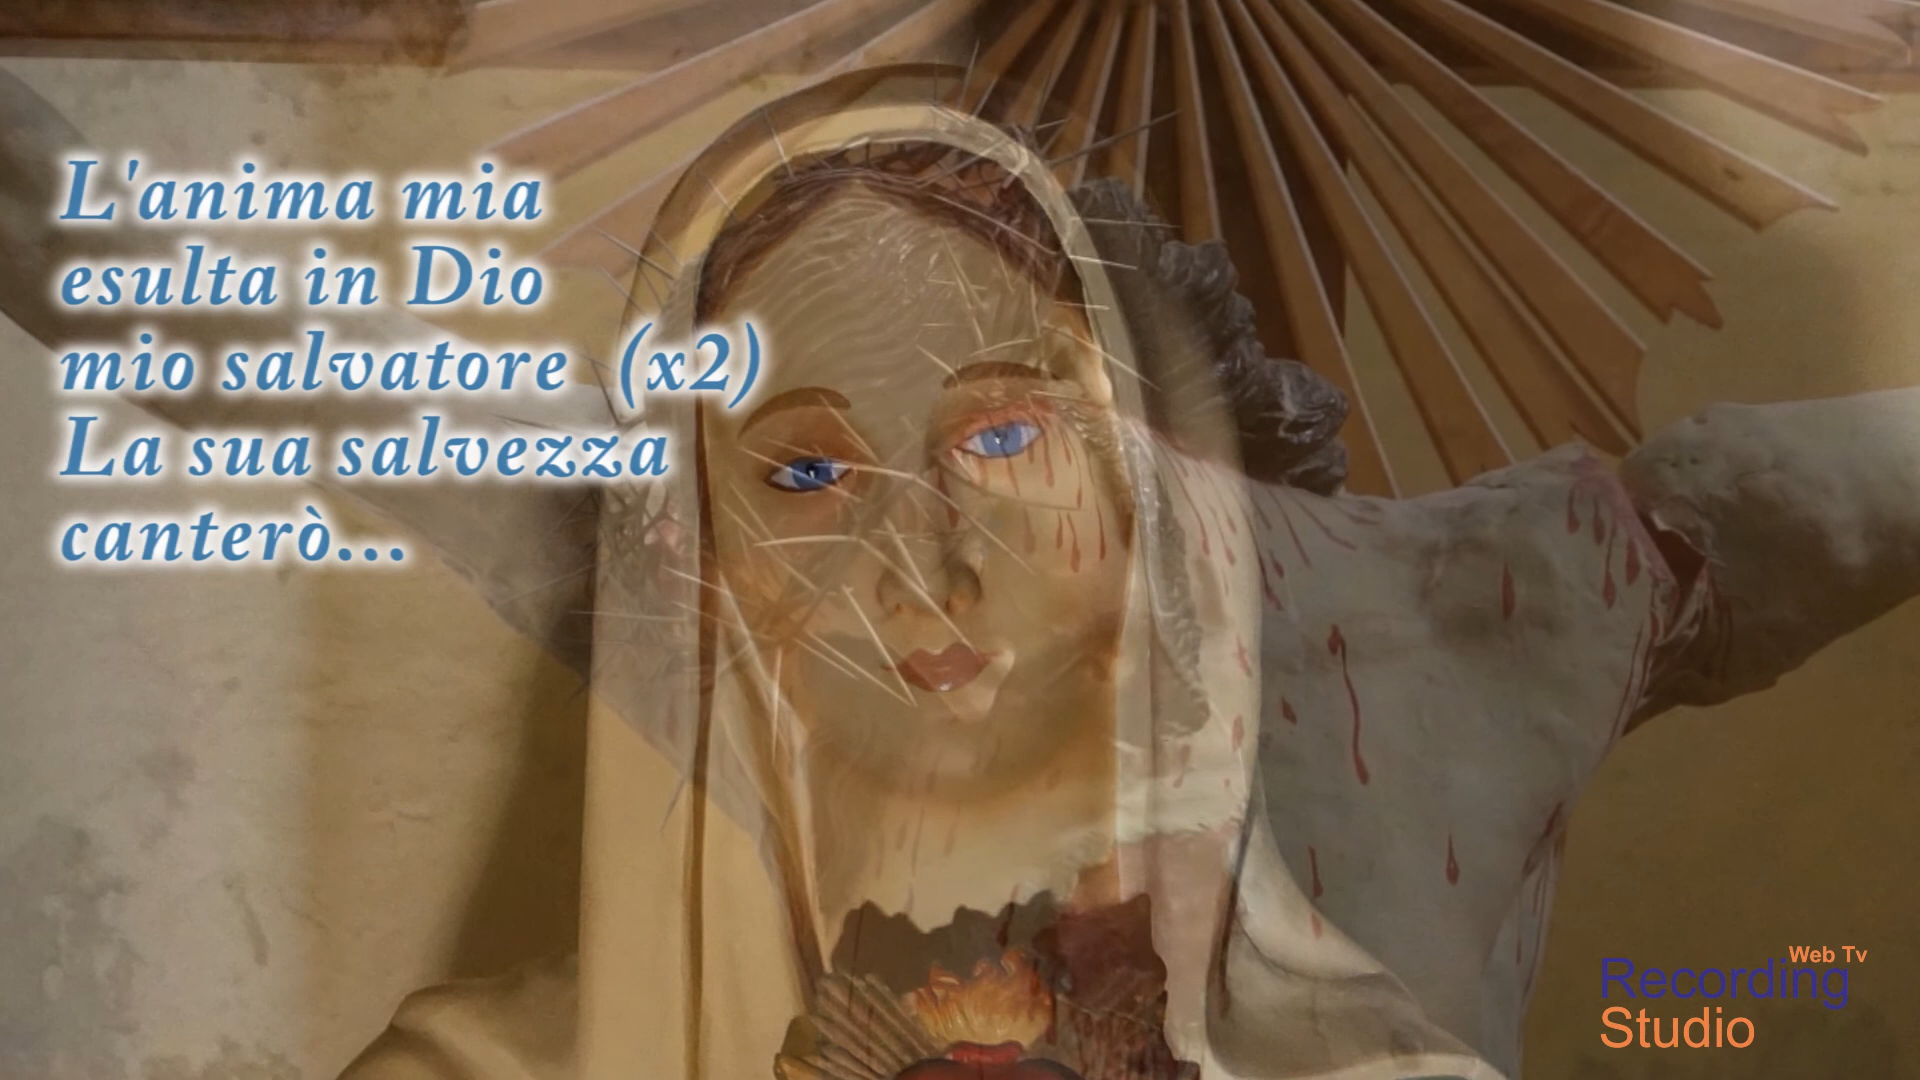 L'anima mia
esulta in Dio
mio salvatore (x2)
La sua salvezza
canterò...
Web Tv
Recording
Studio